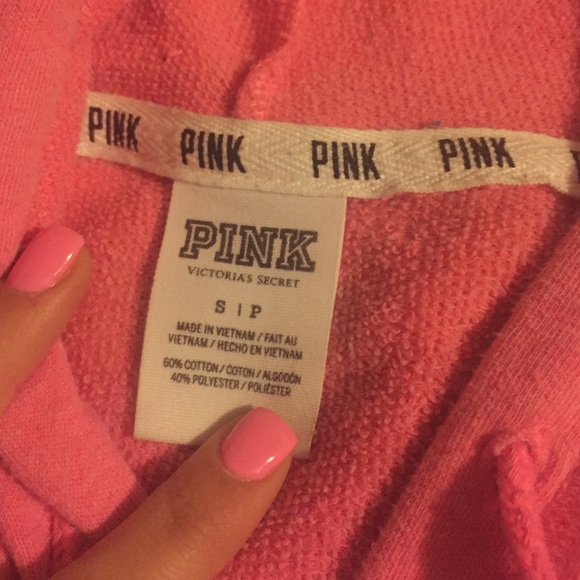 PINK PINK PINK PINK
PINK
VICTORIA'S SECRET
S | P
MADE IN VIETNAM / FAIT AU
VIETNAM / HECHO EN VIETNAM
60% COTTON / COTON / ALGODÓN
40% POLYESTER / POLIÉSTER